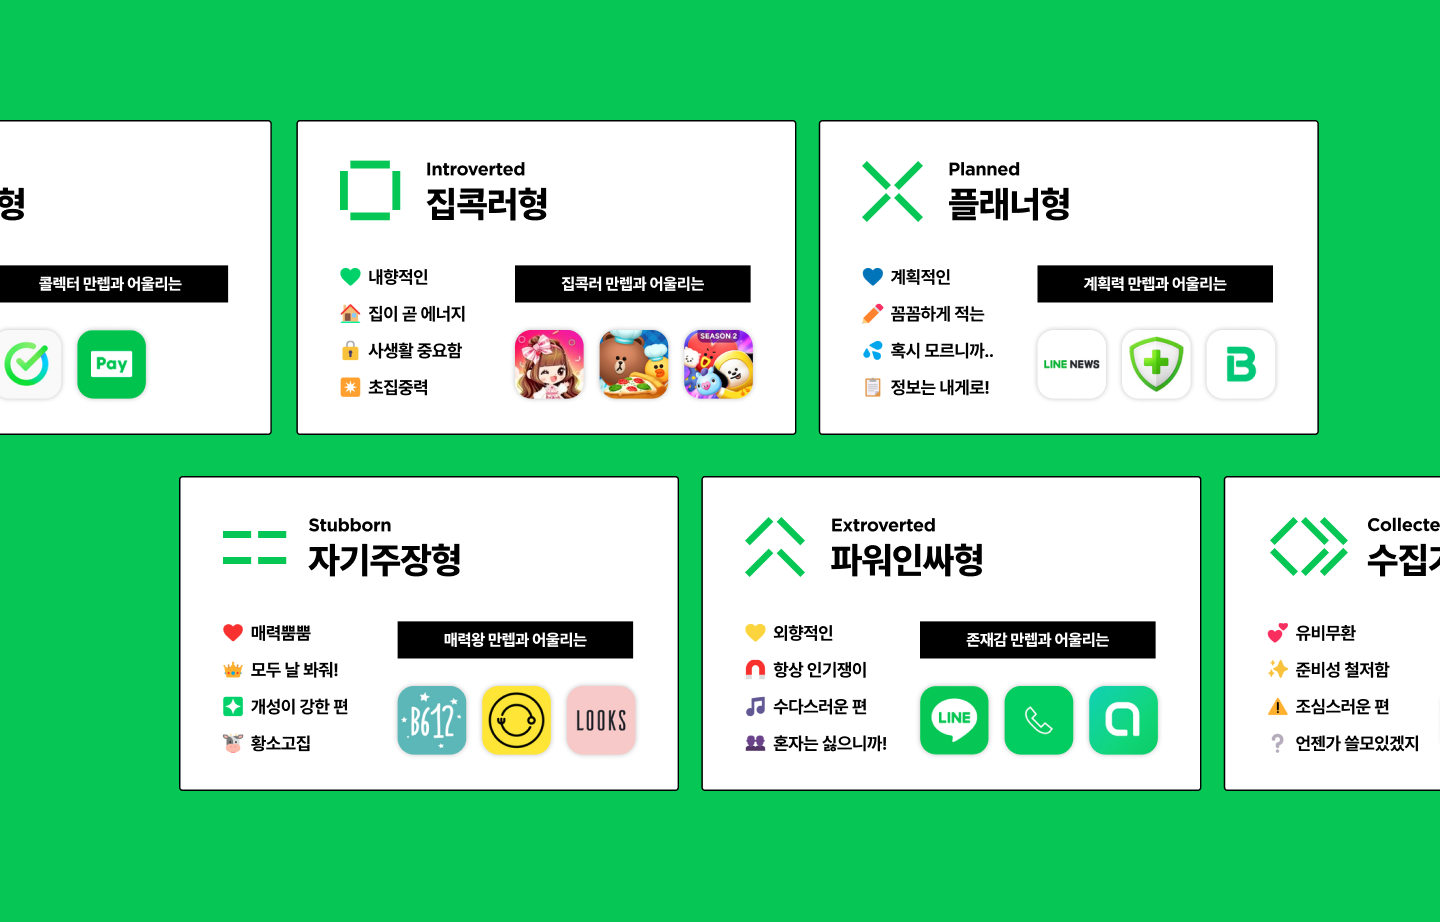 형
콜렉터 만렙과 어울리는
Pay
Introverted
집콕러형
내향적인
집이 곧 에너지
사생활 중요함
초집중력
집콕러 만렙과 어울리는
SEASON 2
Planned
플래너형
계획적인
꼼꼼하게 적는
혹시 모르니까..
정보는 내게로!
계획력 만렙과 어울리는
LINE NEWS
B
Stubborn
자기주장형
매력뿜뿜
모두 날 봐줘!
개성이 강한 편
황소고집
매력왕 만렙과 어울리는
B612
LOOKS
Extroverted
파워인싸형
외향적인
항상 인기쟁이
수다스러운 편
혼자는 싫으니까!
존재감 만렙과 어울리는
LINE
Collecte
수집
유비무환
준비성 철저함
조심스러운 편
언젠가 쓸모있겠지